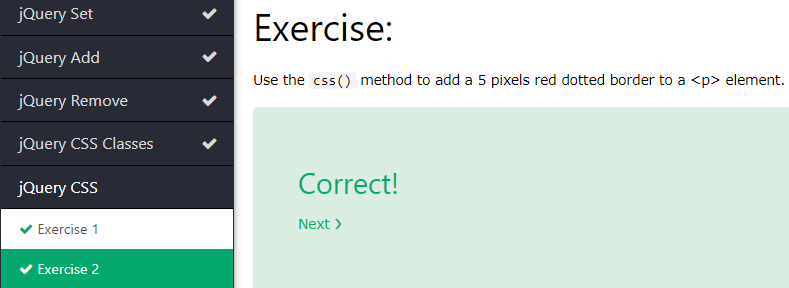 jQuery Set
jQuery Add
jQuery Remove
jQuery CSS Classes
jQuery CSS
Exercise 1
Exercise 2
Exercise:
Use the css() method to add a 5 pixels red dotted border to a <p> element.
Correct!
Next ❯